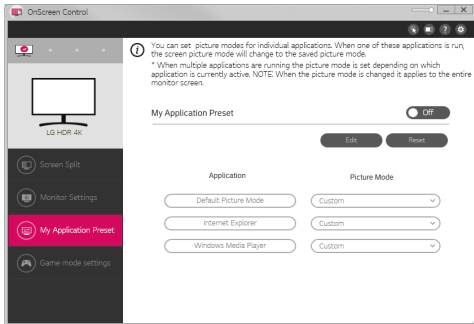 OnScreen Control
You can set picture modes for individual applications. When one of these applications is run,
the screen picture mode will change to the saved picture mode.
* When multiple applications are running the picture mode is set depending on which
application is currently active. NOTE: When the picture mode is changed it applies to the entire
monitor screen.
My Application Preset
Off
Edit
Reset
LG HDR 4K
Screen Split
Monitor Settings
My Application Preset
Game mode settings
Application
Picture Mode
Default Picture Mode
Custom
Internet Explorer
Custom
Windows Media Player
Custom